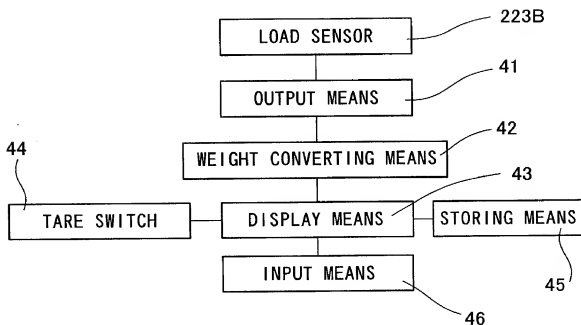 223B
LOAD SENSOR
41
OUTPUT MEANS
42
WEIGHT CONVERTING MEANS
44
43
TARE SWITCH
DISPLAY MEANS
STORING MEANS
INPUT MEANS
45
46